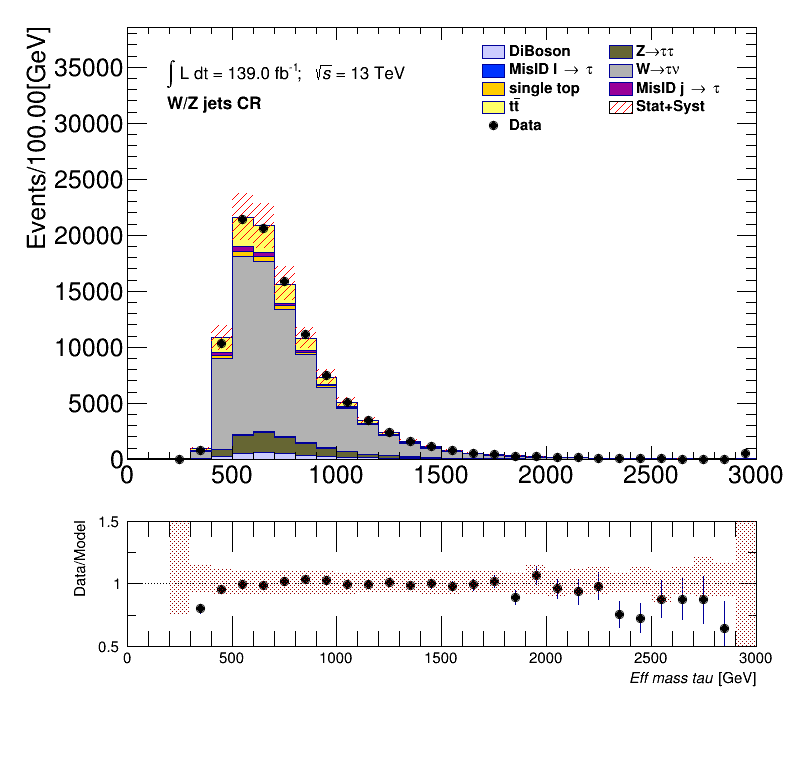 Events/100.00[GeV]
35000
30000
25000
20000
15000
10000
5000
0
∫ L dt = 139.0 fb⁻¹; √s = 13 TeV
W/Z jets CR
DiBoson
MisID l → τ
single top
tt̄
Data
Z→ττ
W→τν
MisID j → τ
Stat+Syst
0 500 1000 1500 2000 2500 3000
Data/Model
1.5
1
0.5
0 500 1000 1500 2000 2500 3000
Eff mass tau [GeV]